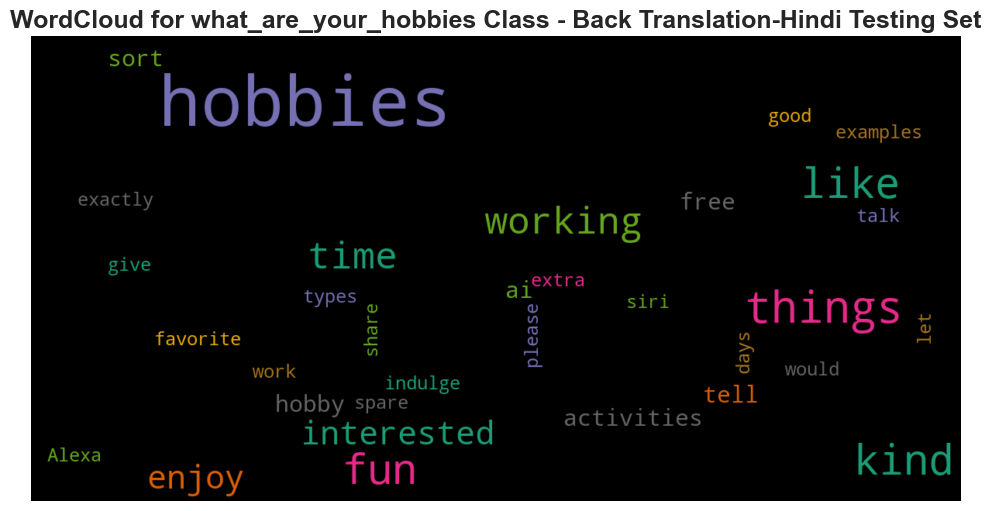 WordCloud for what_are_your_hobbies Class - Back Translation-Hindi Testing Set
sort
hobbies
good
examples
like
exactly
free
talk
working
time
give
extra
ai
types
siri
things
share
please
let
favorite
days
work
would
indulge
tell
hobby
spare
activities
interested
Alexa
kind
fun
enjoy